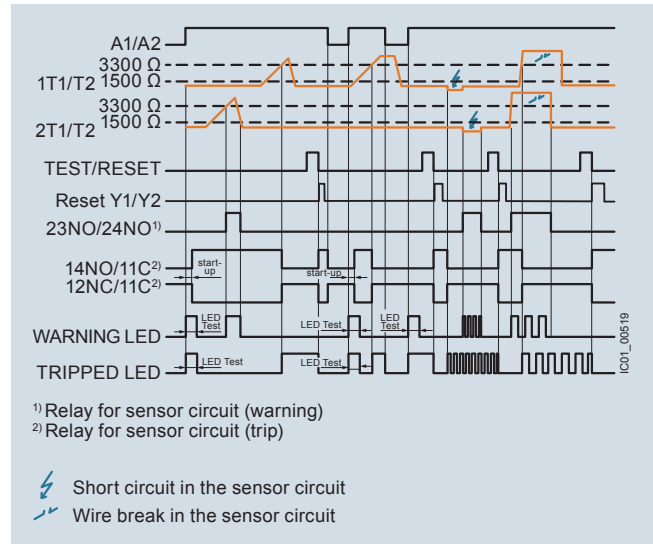 A1/A2
3300 Ω
1T1/T2 1500 Ω
3300 Ω
2T1/T2 1500 Ω
TEST/RESET
Reset Y1/Y2
23NO/24NO¹⁾
14NO/11C²⁾
start-up
start-up
12NC/11C²⁾
WARNING LED
LED Test
LED Test
LED Test
TRIPPED LED
LED Test
LED Test
IC01_00519
¹⁾ Relay for sensor circuit (warning)
²⁾ Relay for sensor circuit (trip)
Short circuit in the sensor circuit
Wire break in the sensor circuit